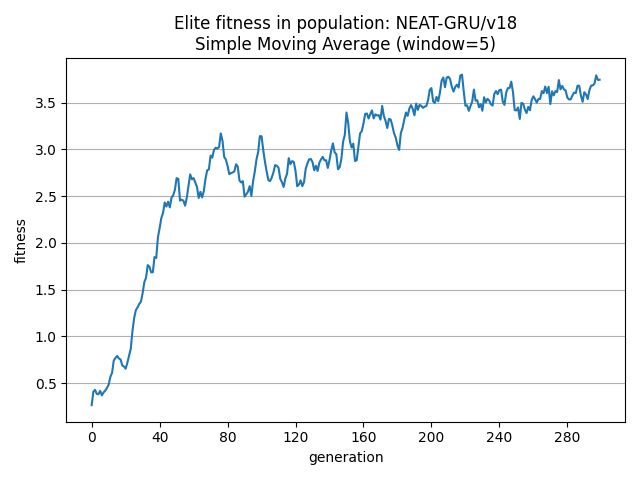 Elite fitness in population: NEAT-GRU/v18
Simple Moving Average (window=5)
fitness
3.5
3.0
2.5
2.0
1.5
1.0
0.5
0 40 80 120 160 200 240 280
generation